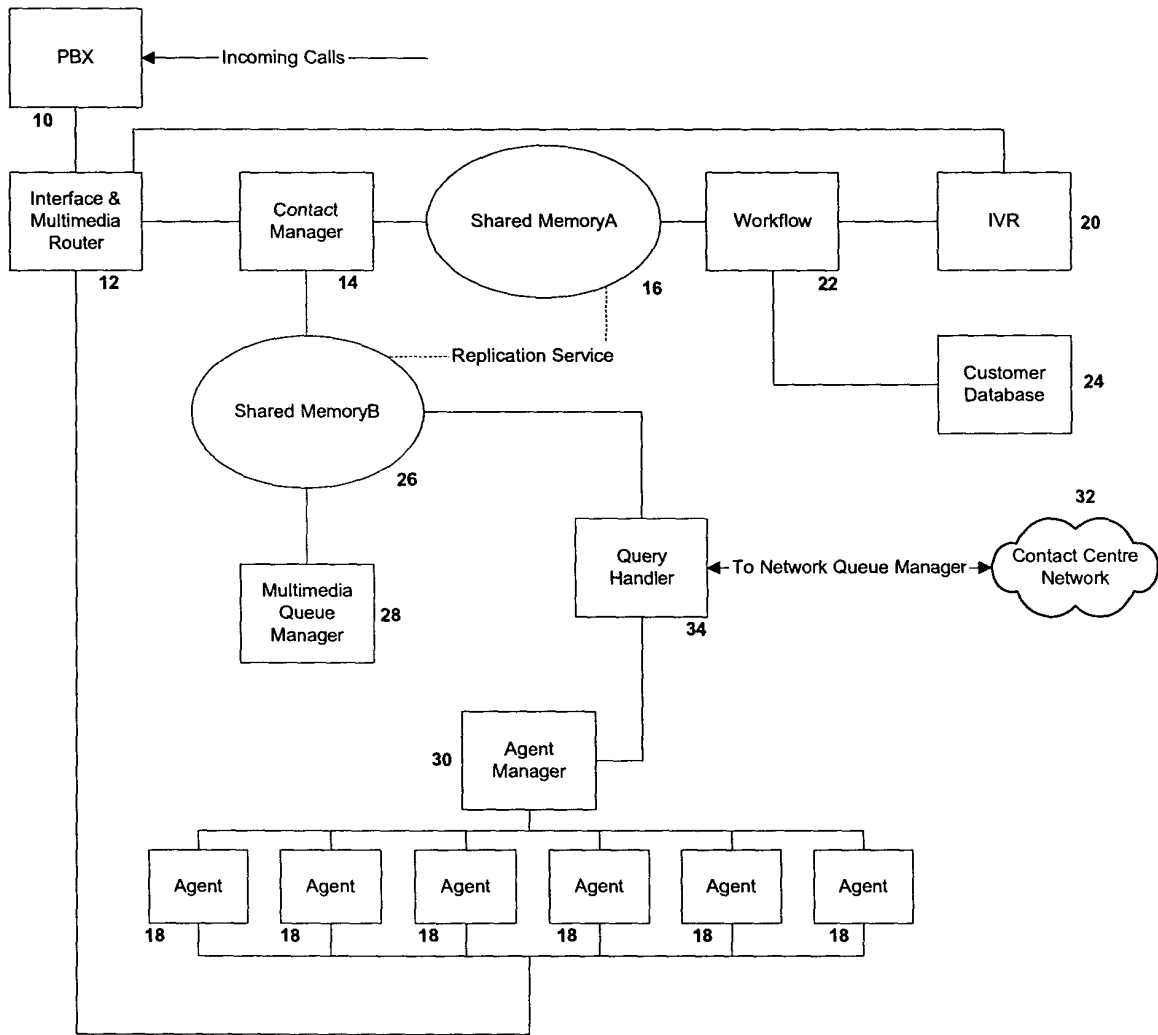 PBX
Incoming Calls
10
Interface &
Multimedia
Router
12
Contact
Manager
14
Shared MemoryA
16
Workflow
22
IVR
20
Replication Service
Customer
Database
24
Shared MemoryB
26
32
Query
Handler
34
To Network Queue Manager
Contact Centre
Network
Multimedia
Queue
Manager
28
30
Agent
Manager
Agent
Agent
Agent
Agent
Agent
Agent
18
18
18
18
18
18